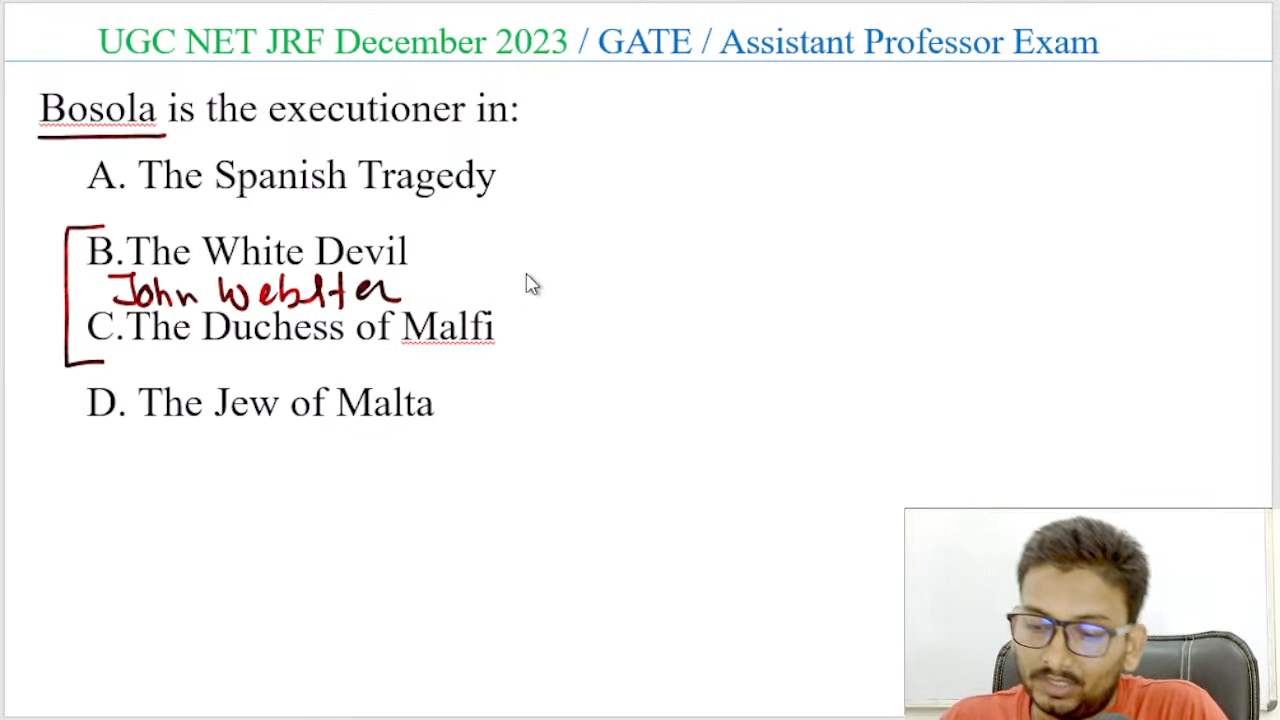 UGC NET JRF December 2023 / GATE / Assistant Professor Exam
Bosola is the executioner in:
A. The Spanish Tragedy
B.The White Devil
John Webster
C.The Duchess of Malfi
D. The Jew of Malta